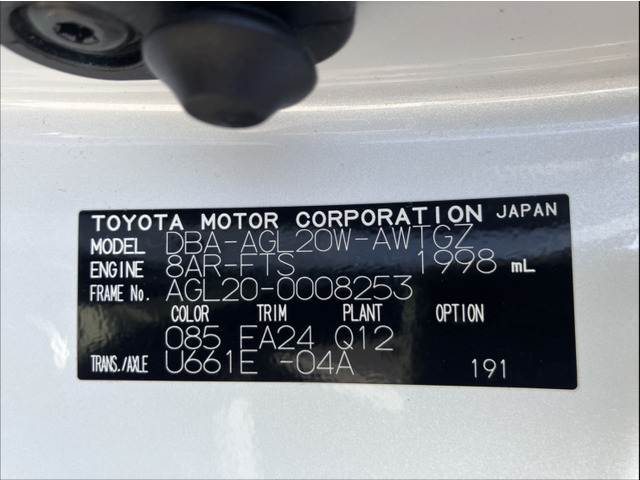 TOYOTA MOTOR CORPORATION JAPAN
MODEL DBA-AGL20W-AWTGZ
ENGINE 8AR-FTS 1998 mL
FRAME No. AGL20-0008253
COLOR TRIM PLANT OPTION
085 EA24 Q12
TRANS./AXLE U661E -04A 191